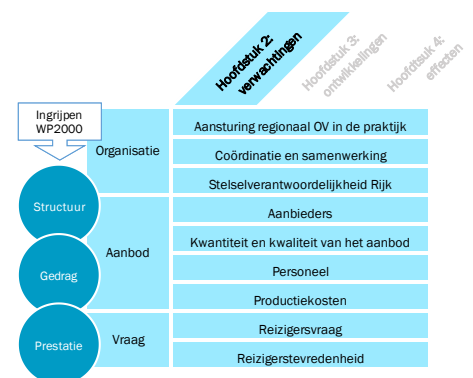 Hoofdstuk 2:
verwachtingen
Hoofdstuk 3:
ontwikkelingen
Hoofdtsuk 4:
effecten
Ingrijpen
WP2000
Organisatie
Aansturing regionaal OV in de praktijk
Coördinatie en samenwerking
Stelselverantwoordelijkheid Rijk
Structuur
Aanbod
Aanbieders
Kwantiteit en kwaliteit van het aanbod
Gedrag
Personeel
Productiekosten
Prestatie
Vraag
Reizigersvraag
Reizigerstevredenheid